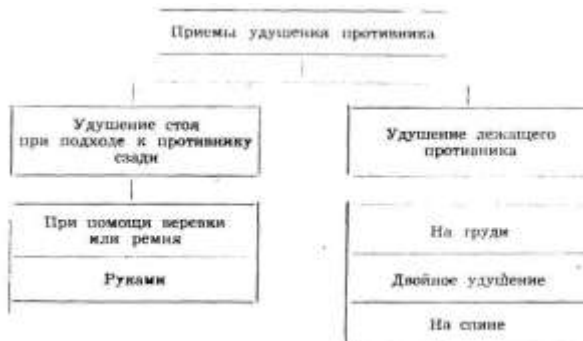 Приемы удушения противника
Удушение стоя
при подходе к противнику
сзади
Удушение лежащего
противника
При помощи веревки
или ремня
Руками
На груди
Двойное удушение
На спине